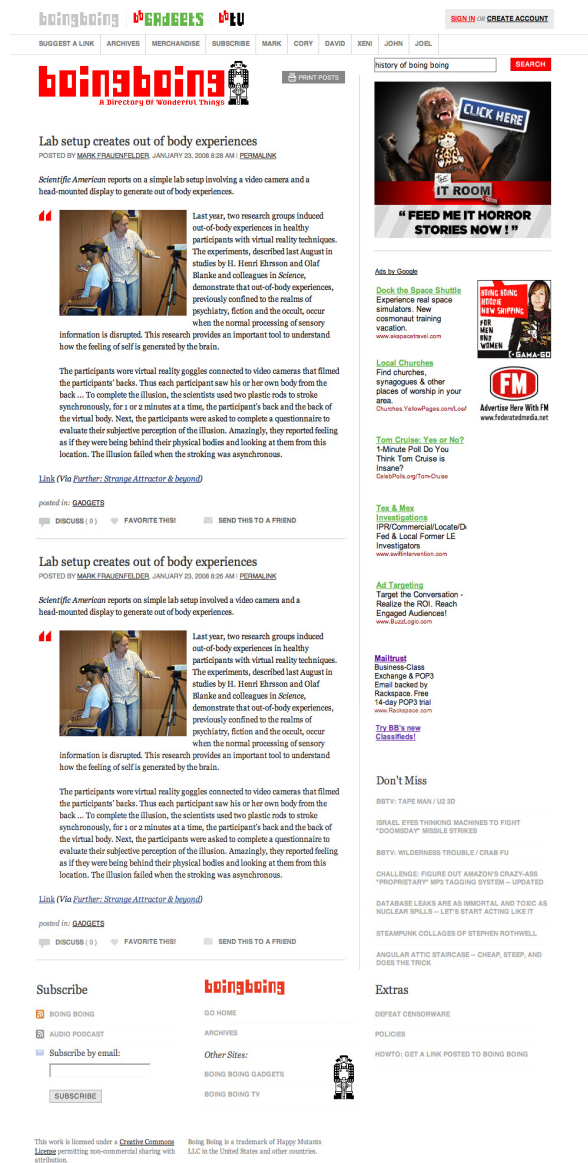 boingboing bbGADGETS bbtv
SIGN IN OR CREATE ACCOUNT
SUGGEST A LINK ARCHIVES MERCHANDISE SUBSCRIBE MARK CORY DAVID XENI JOHN JOEL
boingboing
A Directory Of Wonderful Things
PRINT POSTS
history of boing boing
SEARCH
Lab setup creates out of body experiences
POSTED BY MARK FRAUENFELDER, JANUARY 23, 2008 8:28 AM | PERMALINK
Scientific American reports on a simple lab setup involving a video camera and a
head-mounted display to generate out of body experiences.
Last year, two research groups induced
out-of-body experiences in healthy
participants with virtual reality techniques.
The experiments, described last August in
studies by H. Henri Ehrsson and Olaf
Blanke and colleagues in Science,
demonstrate that out-of-body experiences,
previously confined to the realms of
psychiatry, fiction and the occult, occur
when the normal processing of sensory
information is disrupted. This research provides an important tool to understand
how the feeling of self is generated by the brain.
The participants wore virtual reality goggles connected to video cameras that filmed
the participants' backs. Thus each participant saw his or her own body from the
back ... To complete the illusion, the scientists used two plastic rods to stroke
synchronously, for 1 or 2 minutes at a time, the participant's back and the back of
the virtual body. Next, the participants were asked to complete a questionnaire to
evaluate their subjective perception of the illusion. Amazingly, they reported feeling
as if they were being behind their physical bodies and looking at them from this
location. The illusion failed when the stroking was asynchronous.
Link (Via Further: Strange Attractor & beyond)
posted in: GADGETS
DISCUSS ( 0 ) FAVORITE THIS! SEND THIS TO A FRIEND
Lab setup creates out of body experiences
POSTED BY MARK FRAUENFELDER, JANUARY 23, 2008 8:26 AM | PERMALINK
Scientific American reports on simple lab setup involved a video camera and a
head-mounted display to generate out of body experiences.
Last year, two research groups induced
out-of-body experiences in healthy
participants with virtual reality techniques.
The experiments, described last August in
studies by H. Henri Ehrsson and Olaf
Blanke and colleagues in Science,
demonstrate that out-of-body experiences,
previously confined to the realms of
psychiatry, fiction and the occult, occur
when the normal processing of sensory
information is disrupted. This research provides an important tool to understand
how the feeling of self is generated by the brain.
The participants wore virtual reality goggles connected to video cameras that filmed
the participants' backs. Thus each participant saw his or her own body from the
back ... To complete the illusion, the scientists used two plastic rods to stroke
synchronously, for 1 or 2 minutes at a time, the participant's back and the back of
the virtual body. Next, the participants were asked to complete a questionnaire to
evaluate their subjective perception of the illusion. Amazingly, they reported feeling
as if they were being behind their physical bodies and looking at them from this
location. The illusion failed when the stroking was asynchronous.
Link (Via Further: Strange Attractor & beyond)
posted in: GADGETS
DISCUSS ( 0 ) FAVORITE THIS! SEND THIS TO A FRIEND
CLICK HERE
THE
IT ROOM
.com
“ FEED ME IT HORROR
STORIES NOW ! ”
Ads by Google
Dock the Space Shuttle
Experience real space
simulators. New
cosmonaut training
vacation.
www.akspacetravel.com
Local Churches
Find churches,
synagogues & other
places of worship in your
area.
Churches.YellowPages.com/Los
Tom Cruise: Yes or No?
1-Minute Poll Do You
Think Tom Cruise is
Insane?
CelebPolls.org/Tom-Cruise
Tex & Mex
Investigations
IPR/Commercial/Locate/D
Fed & Local Former LE
Investigators
www.swiftintervention.com
Ad Targeting
Target the Conversation -
Realize the ROI. Reach
Engaged Audiences!
www.BuzzLogic.com
Mailtrust
Business-Class
Exchange & POP3
Email backed by
Rackspace. Free
14-day POP3 trial
www.Rackspace.com
Try BB's new
Classifieds!
BOING BOING
HOODIE
NOW SHIPPING
FOR
MEN
AND
WOMEN
GAMA-GO
FM
Advertise Here With FM
www.federatedmedia.net
Don't Miss
BBTV: TAPE MAN / U2 3D
ISRAEL EYES THINKING MACHINES TO FIGHT
"DOOMSDAY" MISSILE STRIKES
BBTV: WILDERNESS TROUBLE / CRAB FU
CHALLENGE: FIGURE OUT AMAZON'S CRAZY-ASS
"PROPRIETARY" MP3 TAGGING SYSTEM -- UPDATED
DATABASE LEAKS ARE AS IMMORTAL AND TOXIC AS
NUCLEAR SPILLS -- LET'S START ACTING LIKE IT
STEAMPUNK COLLAGES OF STEPHEN ROTHWELL
ANGULAR ATTIC STAIRCASE -- CHEAP, STEEP, AND
DOES THE TRICK
Subscribe
BOING BOING
AUDIO PODCAST
Subscribe by email:
SUBSCRIBE
boingboing
GO HOME
ARCHIVES
Other Sites:
BOING BOING GADGETS
BOING BOING TV
Extras
DEFEAT CENSORWARE
POLICIES
HOWTO: GET A LINK POSTED TO BOING BOING
This work is licensed under a Creative Commons
License permitting non-commercial sharing with
attribution.
Boing Boing is a trademark of Happy Mutants
LLC in the United States and other countries.